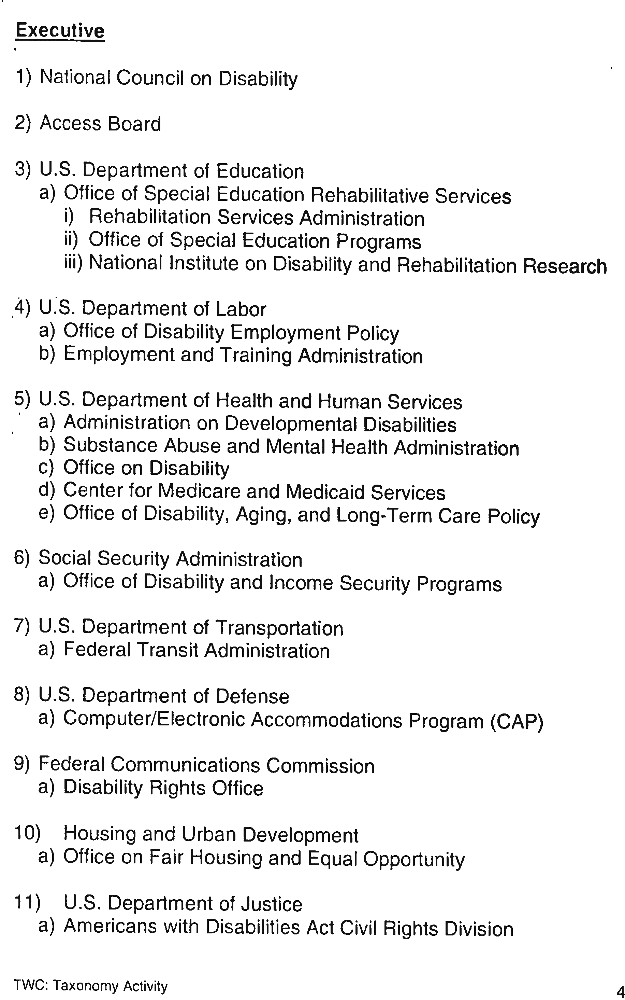 Executive
1) National Council on Disability
2) Access Board
3) U.S. Department of Education
a) Office of Special Education Rehabilitative Services
i) Rehabilitation Services Administration
ii) Office of Special Education Programs
iii) National Institute on Disability and Rehabilitation Research
4) U.S. Department of Labor
a) Office of Disability Employment Policy
b) Employment and Training Administration
5) U.S. Department of Health and Human Services
a) Administration on Developmental Disabilities
b) Substance Abuse and Mental Health Administration
c) Office on Disability
d) Center for Medicare and Medicaid Services
e) Office of Disability, Aging, and Long-Term Care Policy
6) Social Security Administration
a) Office of Disability and Income Security Programs
7) U.S. Department of Transportation
a) Federal Transit Administration
8) U.S. Department of Defense
a) Computer/Electronic Accommodations Program (CAP)
9) Federal Communications Commission
a) Disability Rights Office
10) Housing and Urban Development
a) Office on Fair Housing and Equal Opportunity
11) U.S. Department of Justice
a) Americans with Disabilities Act Civil Rights Division
TWC: Taxonomy Activity
4